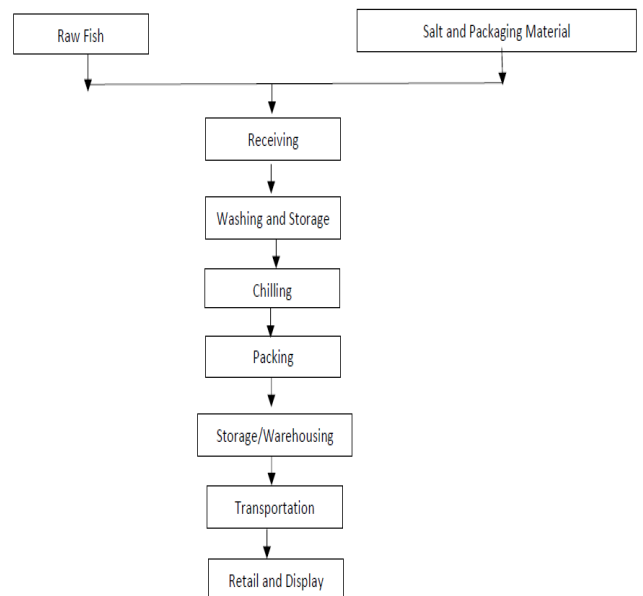 Raw Fish
Salt and Packaging Material
Receiving
Washing and Storage
Chilling
Packing
Storage/Warehousing
Transportation
Retail and Display